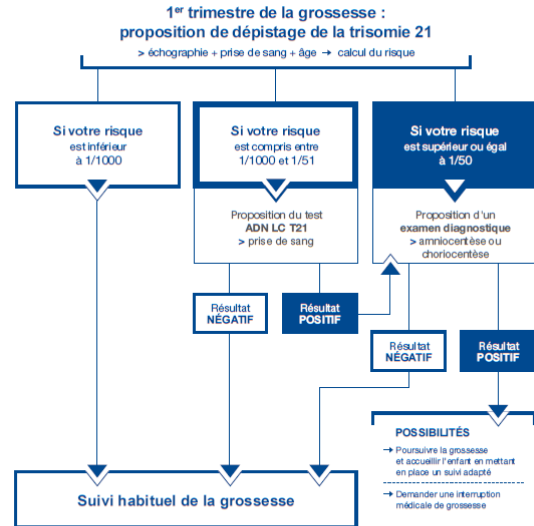 1er trimestre de la grossesse :
proposition de dépistage de la trisomie 21
> échographie + prise de sang + âge → calcul du risque
Si votre risque
est inférieur
à 1/1000
Si votre risque
est compris entre
1/1000 et 1/51
Si votre risque
est supérieur ou égal
à 1/50
Proposition du test
ADN LC T21
> prise de sang
Proposition d'un
examen diagnostique
> amniocentèse ou
choriocentèse
Résultat
NÉGATIF
Résultat
POSITIF
Résultat
NÉGATIF
Résultat
POSITIF
POSSIBILITÉS
→ Poursuivre la grossesse
et accueillir l'enfant en mettant
en place un suivi adapté
→ Demander une interruption
médicale de grossesse
Suivi habituel de la grossesse